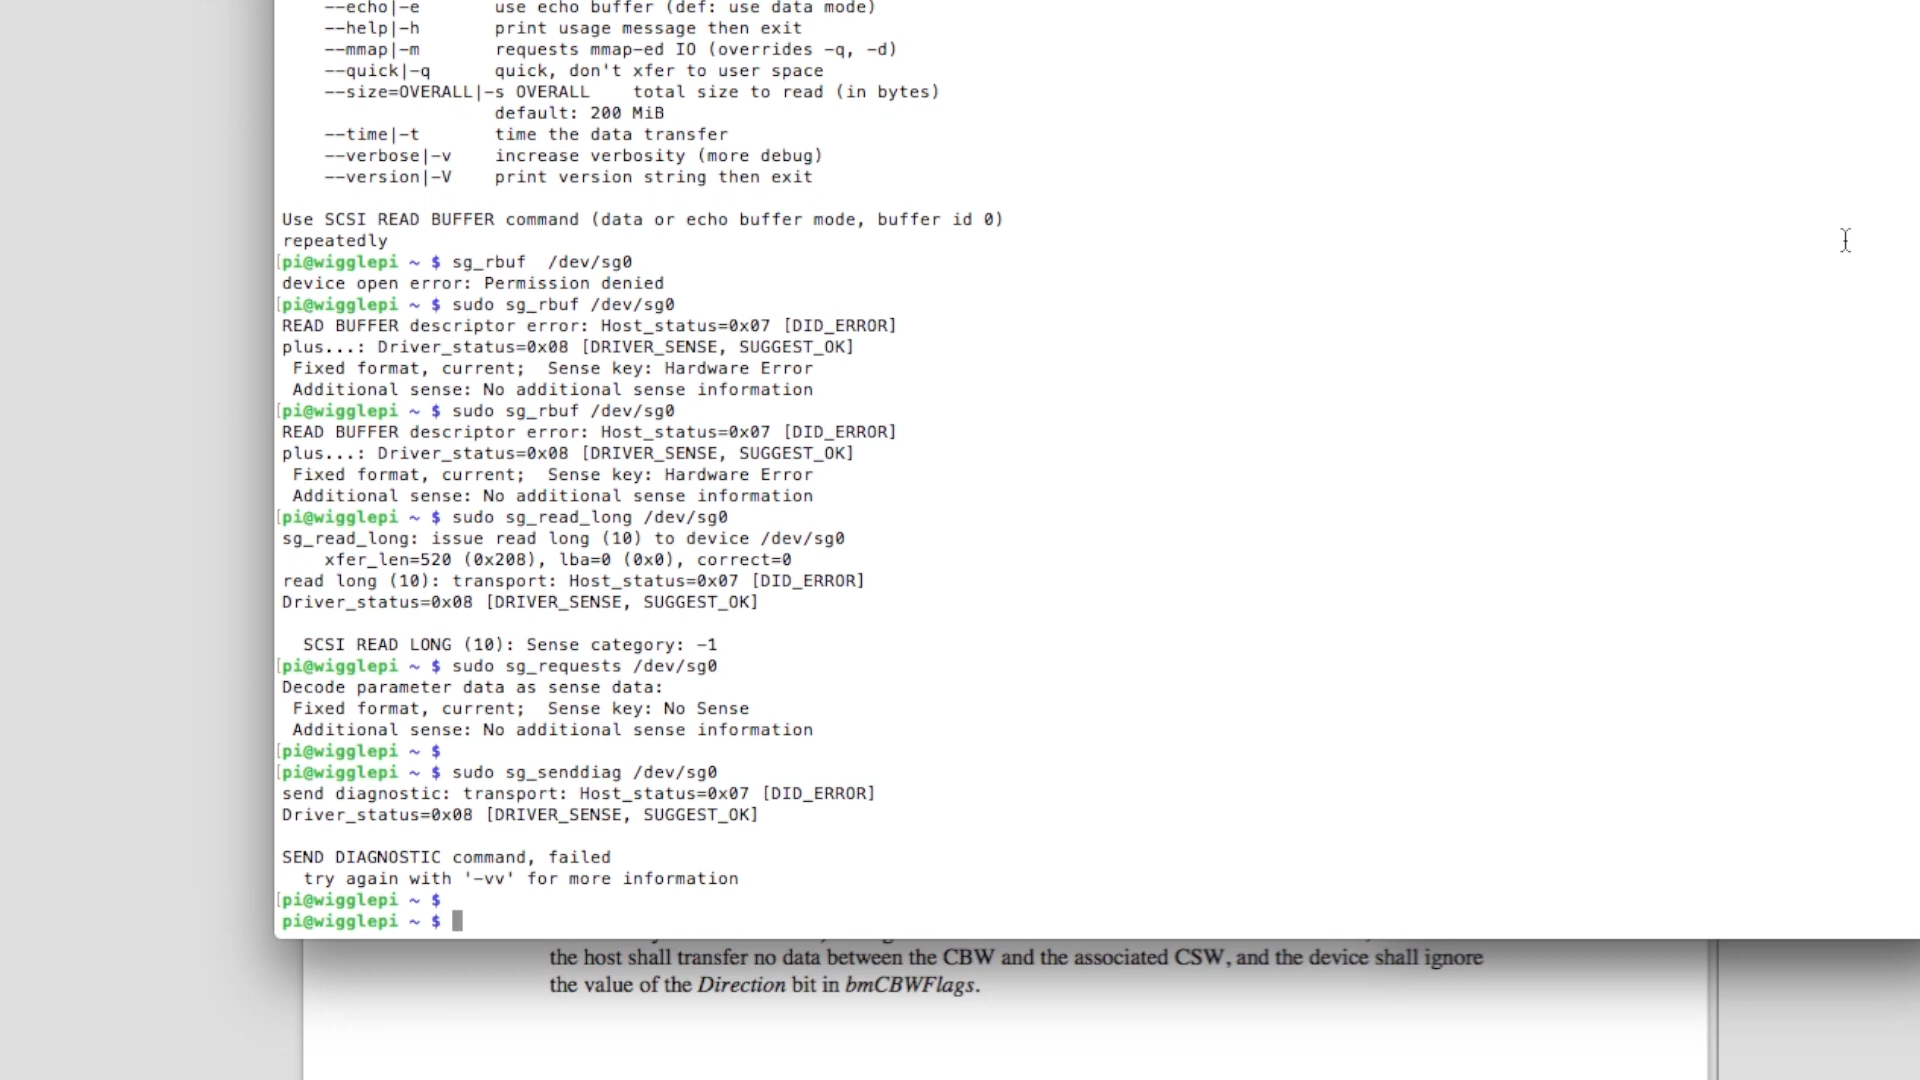 --echo|-e       use echo buffer (def: use data mode)
--help|-h       print usage message then exit
--mmap|-m       requests mmap-ed IO (overrides -q, -d)
--quick|-q      quick, don't xfer to user space
--size=OVERALL|-s OVERALL    total size to read (in bytes)
default: 200 MiB
--time|-t       time the data transfer
--verbose|-v    increase verbosity (more debug)
--version|-V    print version string then exit
Use SCSI READ BUFFER command (data or echo buffer mode, buffer id 0)
repeatedly
[pi@wigglepi ~ $ sg_rbuf  /dev/sg0
device open error: Permission denied
[pi@wigglepi ~ $ sudo sg_rbuf /dev/sg0
READ BUFFER descriptor error: Host_status=0x07 [DID_ERROR]
plus...: Driver_status=0x08 [DRIVER_SENSE, SUGGEST_OK]
Fixed format, current;  Sense key: Hardware Error
Additional sense: No additional sense information
[pi@wigglepi ~ $ sudo sg_rbuf /dev/sg0
READ BUFFER descriptor error: Host_status=0x07 [DID_ERROR]
plus...: Driver_status=0x08 [DRIVER_SENSE, SUGGEST_OK]
Fixed format, current;  Sense key: Hardware Error
Additional sense: No additional sense information
[pi@wigglepi ~ $ sudo sg_read_long /dev/sg0
sg_read_long: issue read long (10) to device /dev/sg0
xfer_len=520 (0x208), lba=0 (0x0), correct=0
read long (10): transport: Host_status=0x07 [DID_ERROR]
Driver_status=0x08 [DRIVER_SENSE, SUGGEST_OK]
SCSI READ LONG (10): Sense category: -1
[pi@wigglepi ~ $ sudo sg_requests /dev/sg0
Decode parameter data as sense data:
Fixed format, current;  Sense key: No Sense
Additional sense: No additional sense information
[pi@wigglepi ~ $
[pi@wigglepi ~ $ sudo sg_senddiag /dev/sg0
send diagnostic: transport: Host_status=0x07 [DID_ERROR]
Driver_status=0x08 [DRIVER_SENSE, SUGGEST_OK]
SEND DIAGNOSTIC command, failed
try again with '-vv' for more information
[pi@wigglepi ~ $
pi@wigglepi ~ $
the host shall transfer no data between the CBW and the associated CSW, and the device shall ignore
the value of the Direction bit in bmCBWFlags.